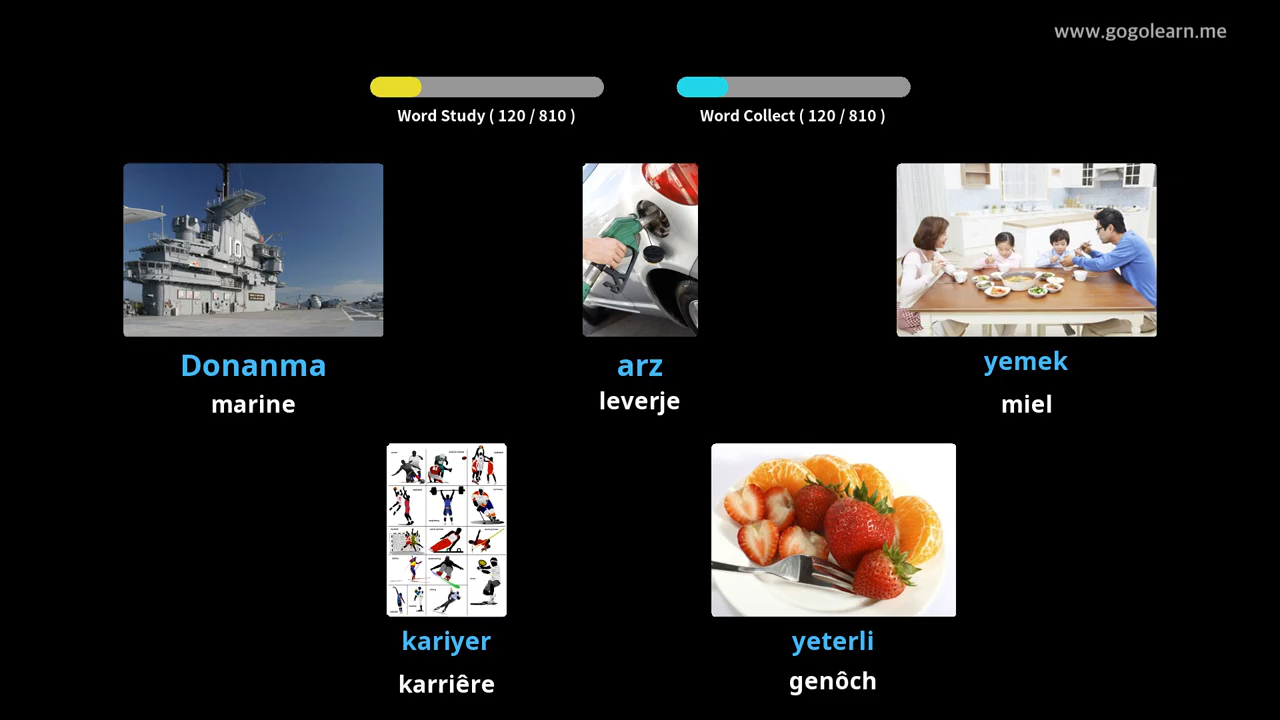 www.gogolearn.me
Word Study ( 120 / 810 )
Word Collect ( 120 / 810 )
Donanma
marine
arz
leverje
yemek
miel
kariyer
karriêre
yeterli
genôch